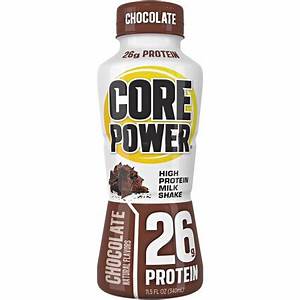 CHOCOLATE
26g PROTEIN
CORE
POWER®
HIGH
PROTEIN
MILK
SHAKE
CHOCOLATE
NATURAL FLAVORS
26g
PROTEIN
11.5 FL OZ (340mL)